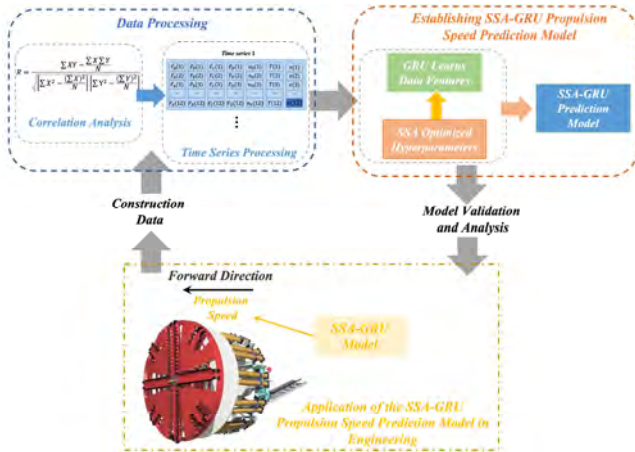 Data Processing
Correlation Analysis
Time series 1
Time Series Processing
Establishing SSA-GRU Propulsion
Speed Prediction Model
GRU Learns
Data Features
SSA Optimized
Hyperparameters
SSA-GRU
Prediction
Model
Construction
Data
Model Validation
and Analysis
Forward Direction
Propulsion
Speed
SSA-GRU
Model
Application of the SSA-GRU
Propulsion Speed Prediction Model in
Engineering